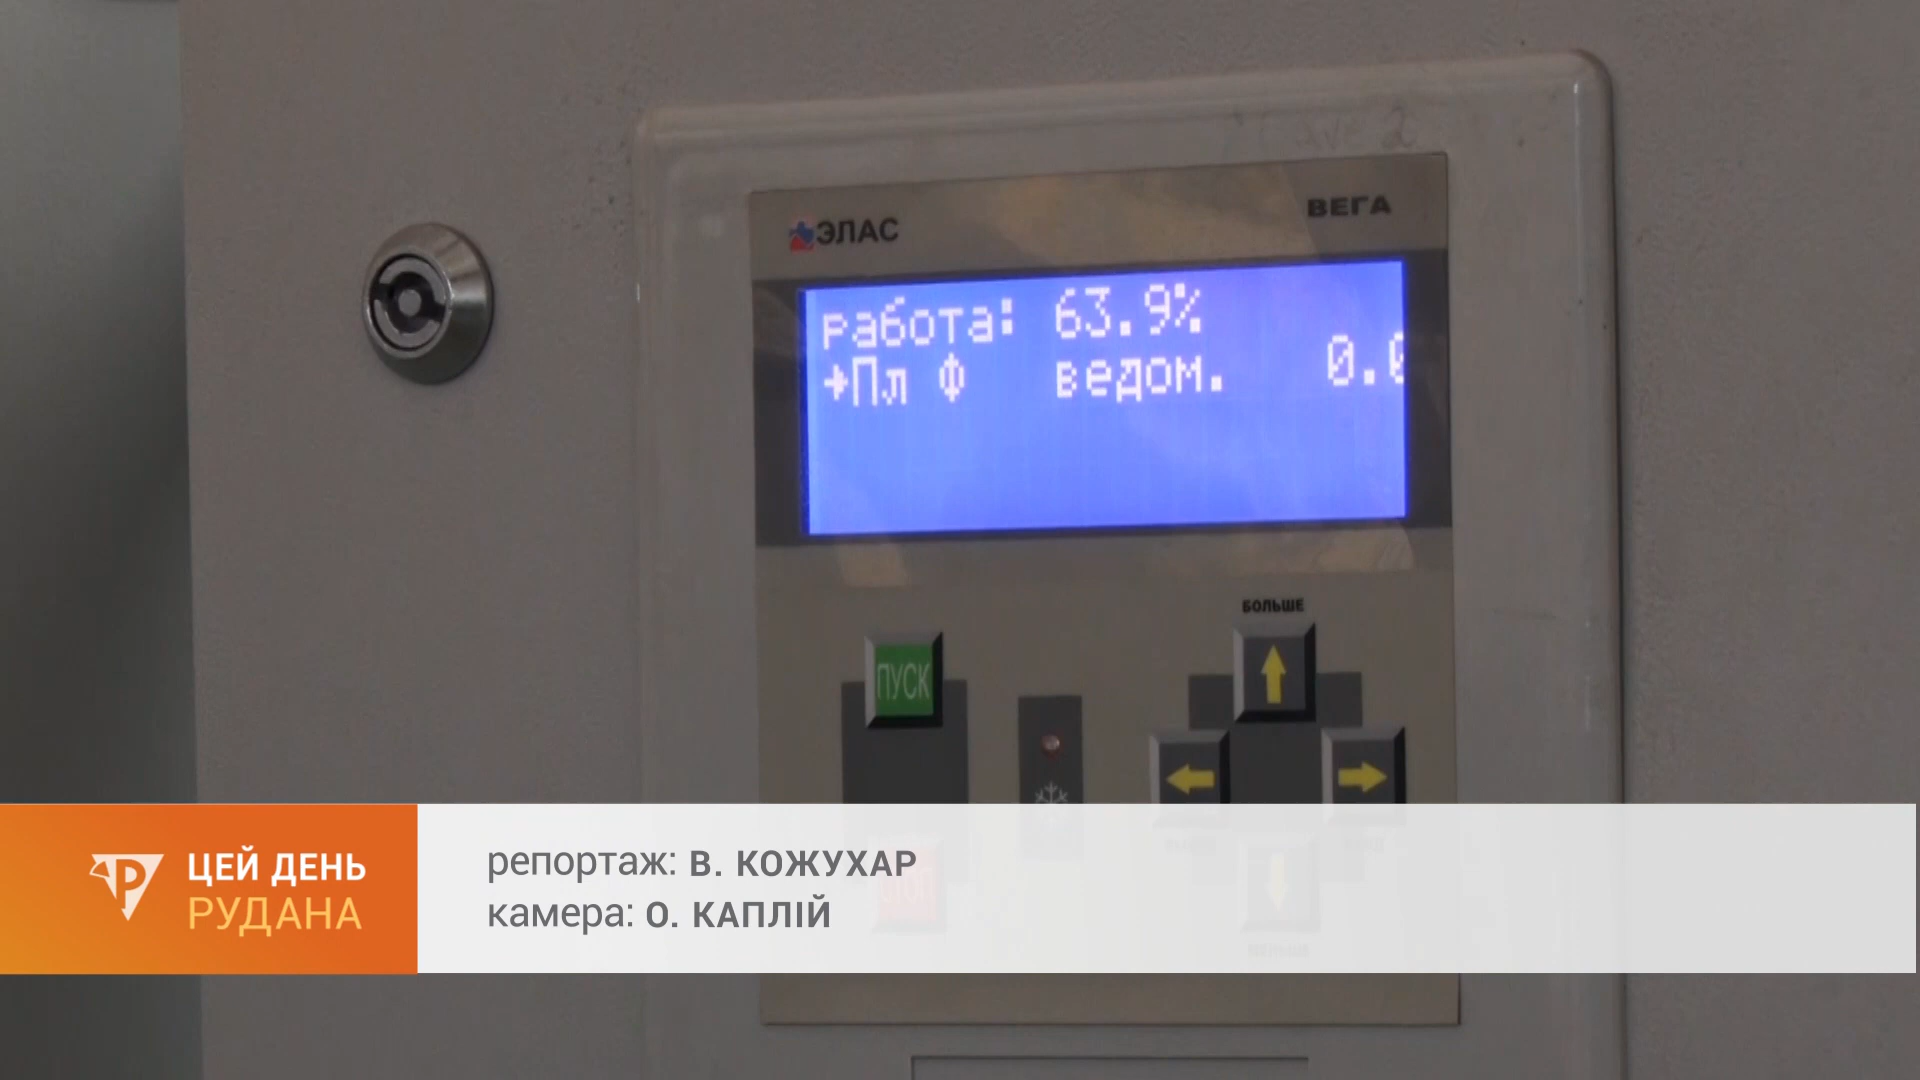 ЭЛАС
ВЕГА
работа: 63.9%
→Пл Ф ведом. 0.0
БОЛЬШЕ
ПУСК
ЦЕЙ ДЕНЬ
РУДАНА
репортаж: В. КОЖУХАР
камера: О. КАПЛІЙ